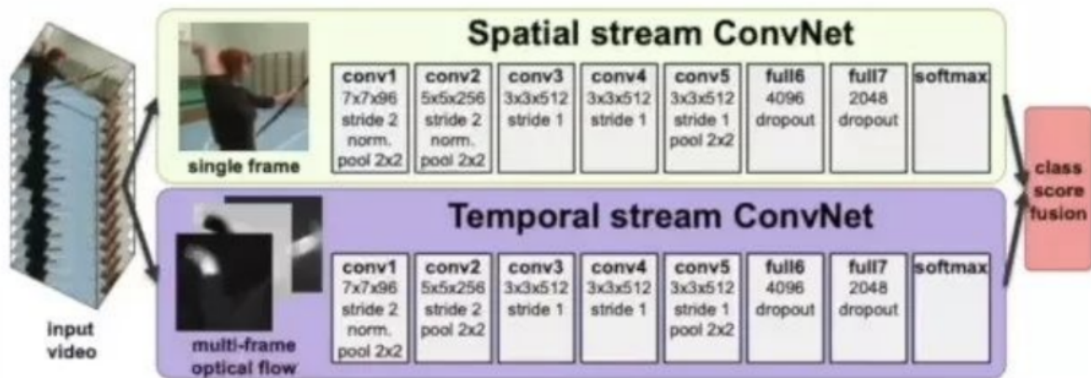 Spatial stream ConvNet
single frame
conv1
7x7x96
stride 2
norm.
pool 2x2
conv2
5x5x256
stride 2
norm.
pool 2x2
conv3
3x3x512
stride 1
conv4
3x3x512
stride 1
conv5
3x3x512
stride 1
pool 2x2
full6
4096
dropout
full7
2048
dropout
softmax
Temporal stream ConvNet
multi-frame
optical flow
conv1
7x7x96
stride 2
norm.
pool 2x2
conv2
5x5x256
stride 2
pool 2x2
conv3
3x3x512
stride 1
conv4
3x3x512
stride 1
conv5
3x3x512
stride 1
pool 2x2
full6
4096
dropout
full7
2048
dropout
softmax
input
video
class
score
fusion